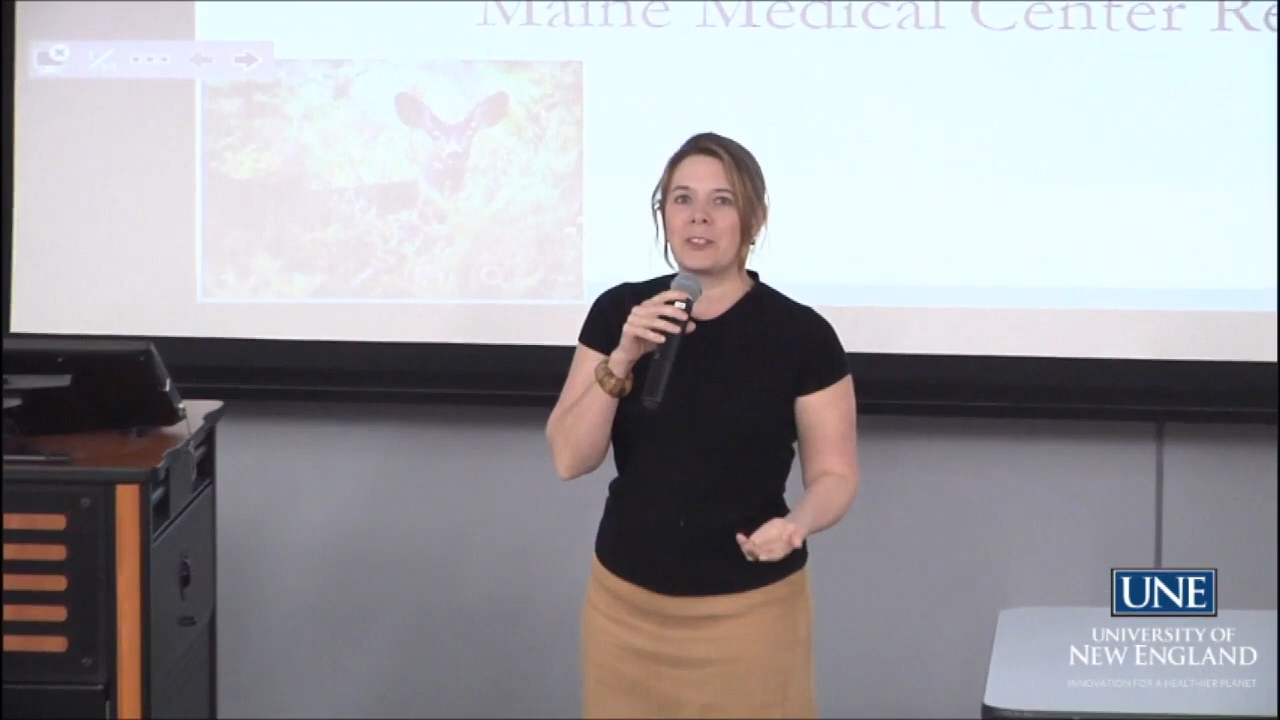 Maine Medical Center Re
UNE
UNIVERSITY OF
NEW ENGLAND
INNOVATION FOR A HEALTHIER PLANET